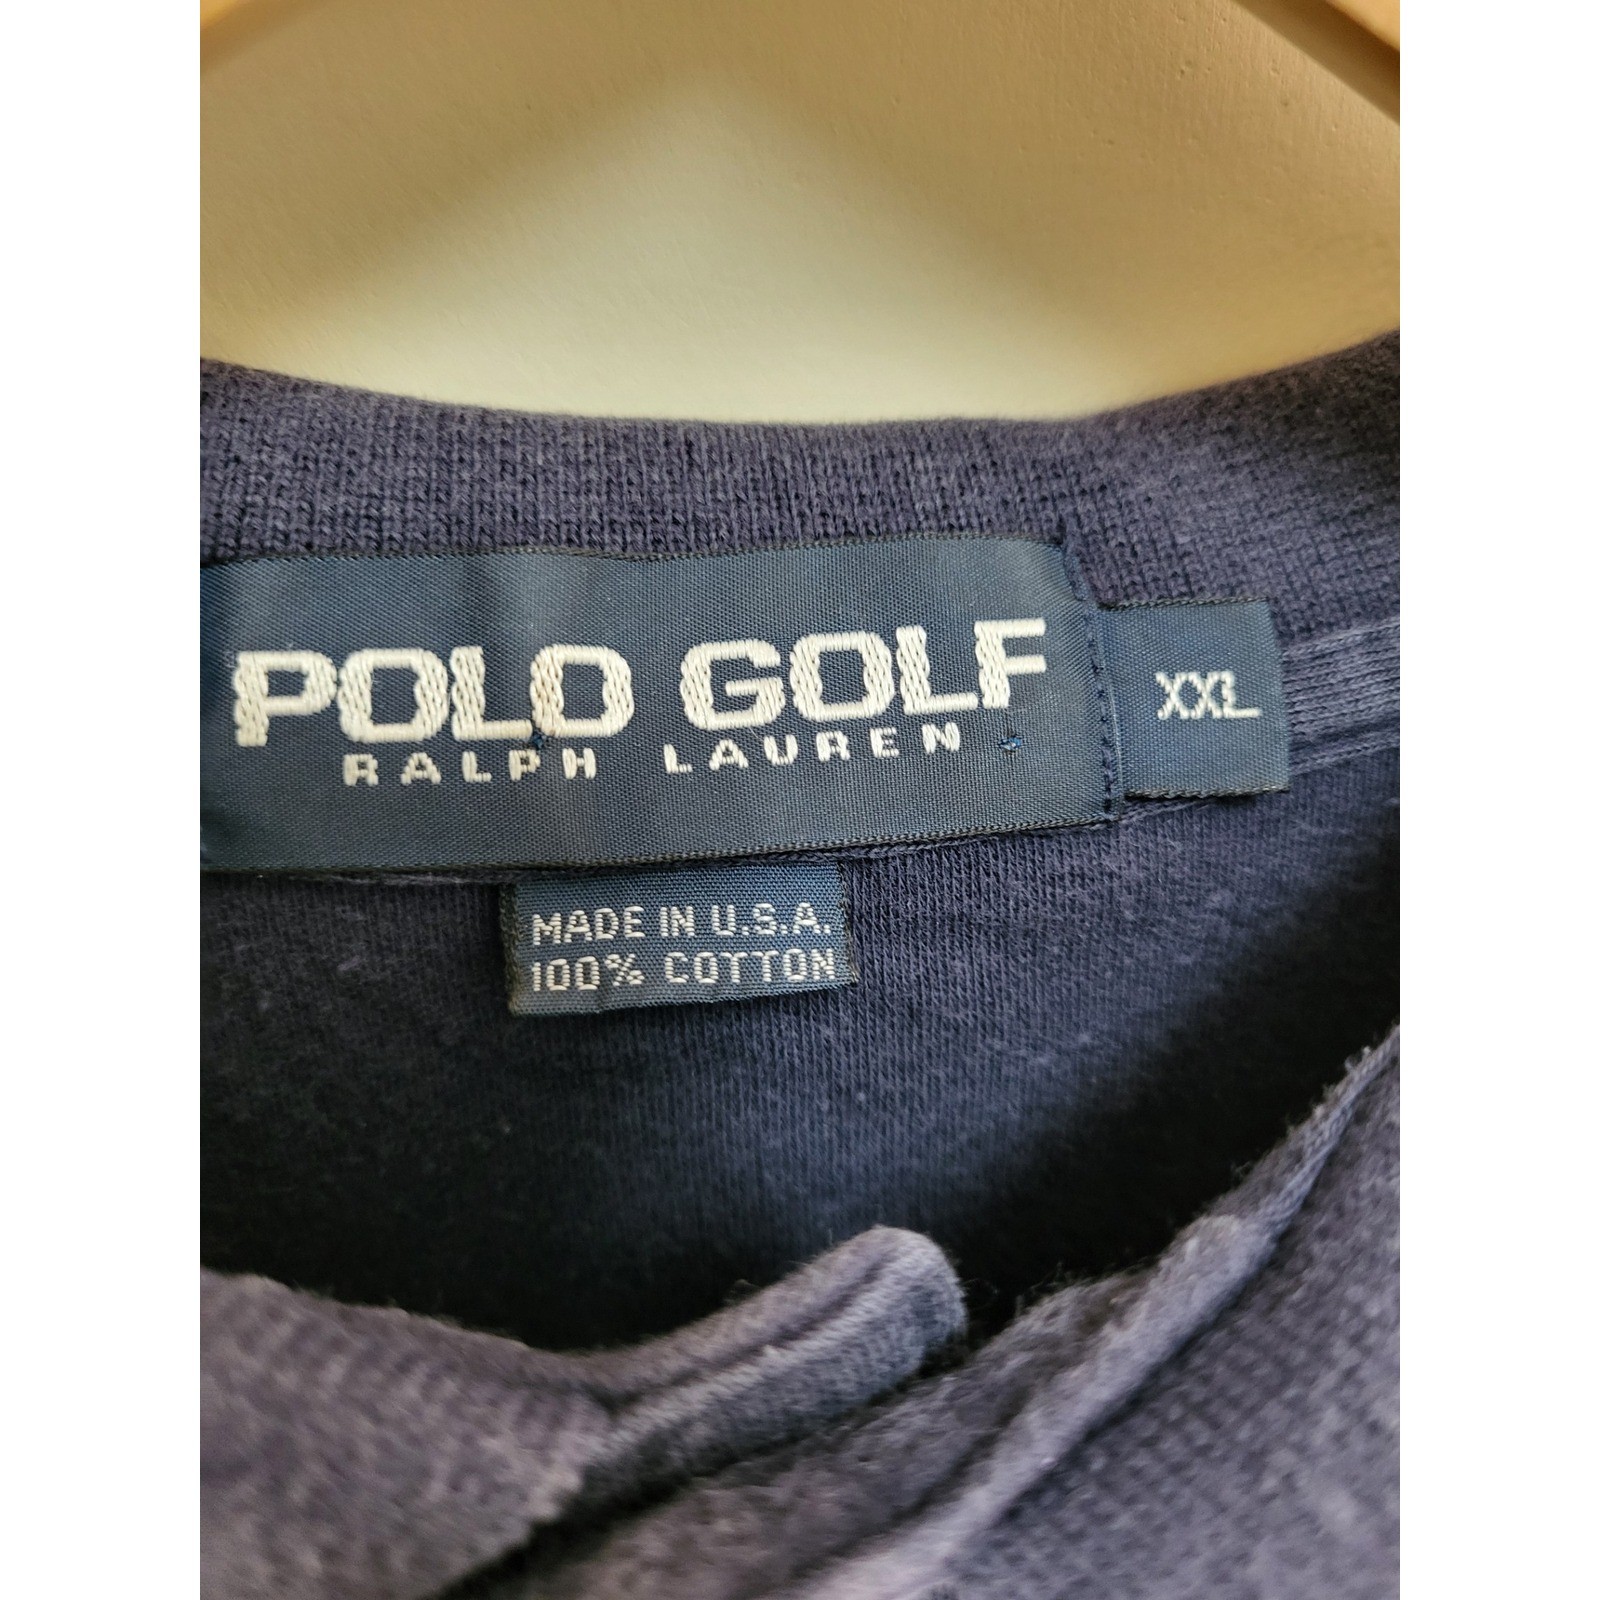 POLO GOLF
RALPH LAUREN
XXL
MADE IN U.S.A.
100% COTTON